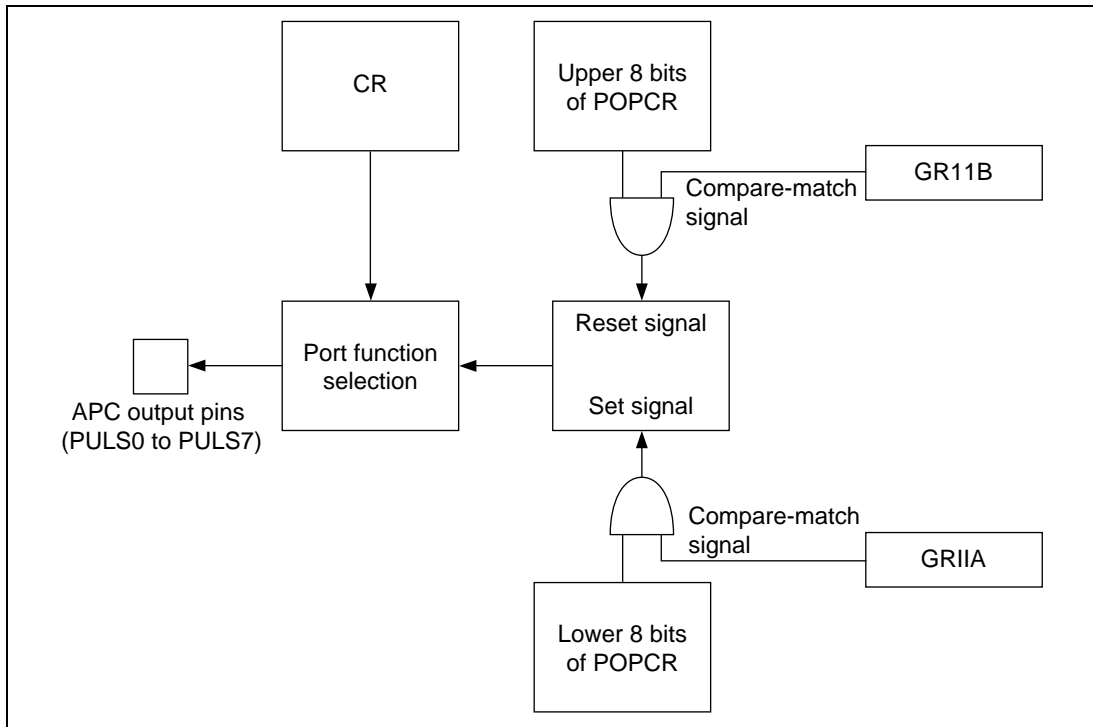 CR
Upper 8 bits
of POPCR
GR11B
Compare-match
signal
Reset signal
Port function
selection
Set signal
APC output pins
(PULS0 to PULS7)
Compare-match
signal
GRIIA
Lower 8 bits
of POPCR